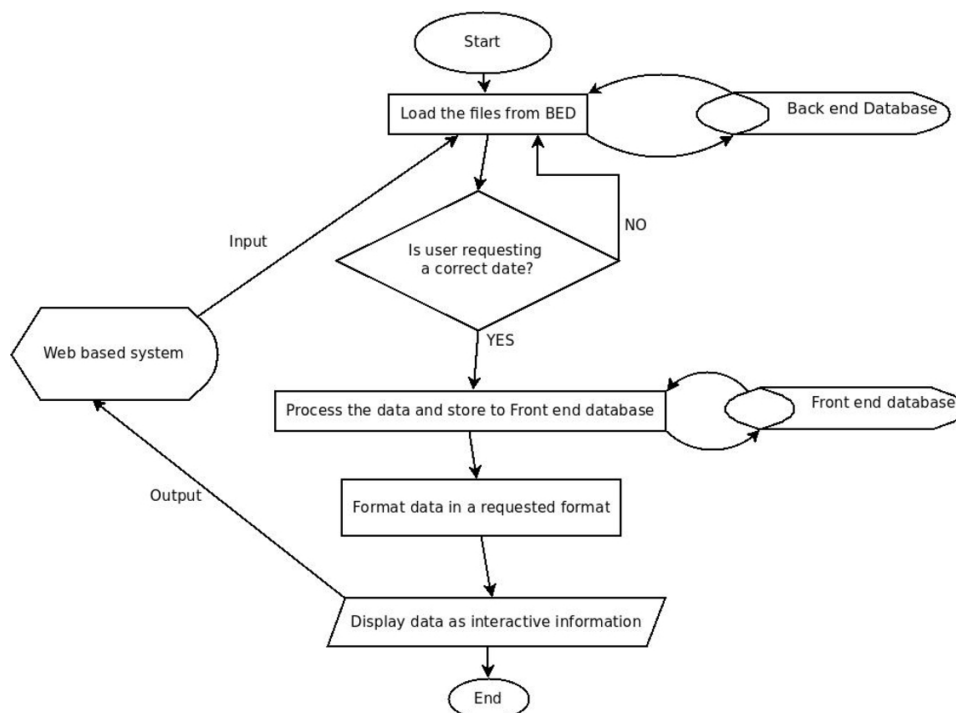 Start
Load the files from BED
Back end Database
Input
NO
Is user requesting
a correct date?
YES
Web based system
Process the data and store to Front end database
Front end database
Output
Format data in a requested format
Display data as interactive information
End